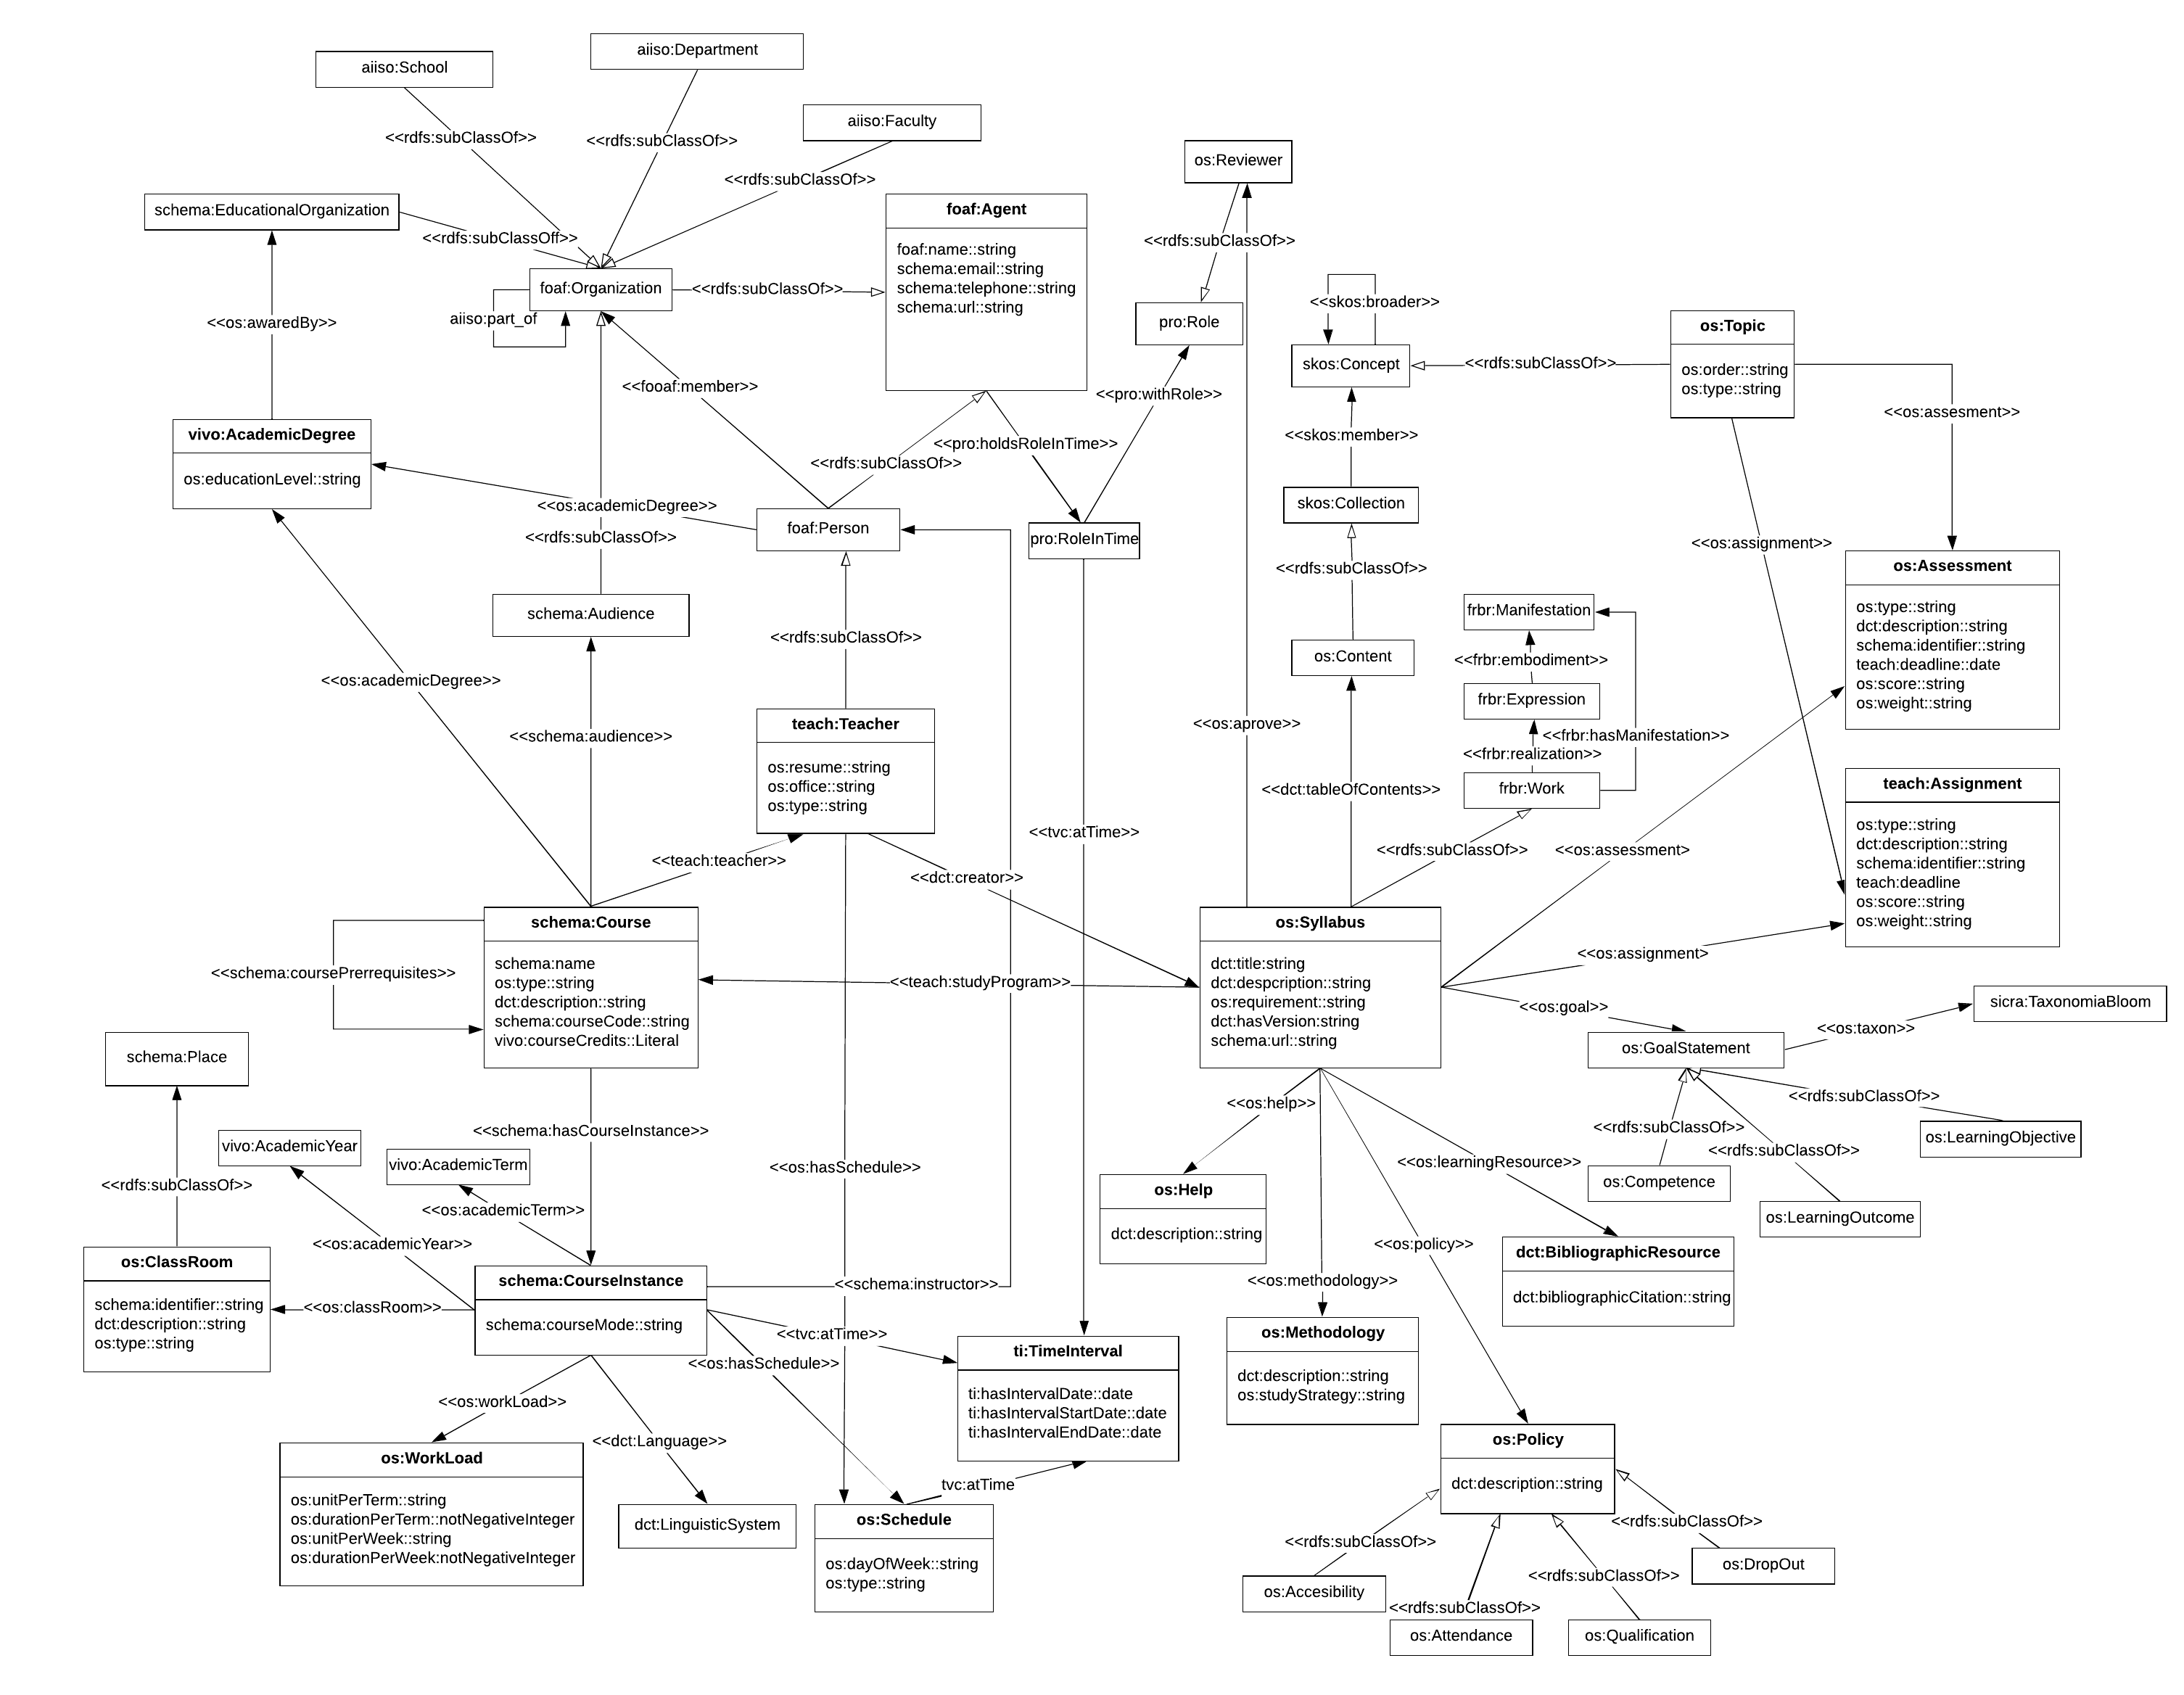 aiiso:Department
aiiso:School
aiiso:Faculty
<<rdfs:subClassOf>>
<<rdfs:subClassOf>>
<<rdfs:subClassOf>>
os:Reviewer
schema:EducationalOrganization
<<rdfs:subClassOff>>
foaf:Agent
foaf:name::string
schema:email::string
schema:telephone::string
schema:url::string
<<rdfs:subClassOf>>
foaf:Organization
<<rdfs:subClassOf>>
aiiso:part_of
<<os:awaredBy>>
pro:Role
<<skos:broader>>
skos:Concept
<<rdfs:subClassOf>>
os:Topic
os:order::string
os:type::string
<<fooaf:member>>
<<pro:withRole>>
<<os:assesment>>
vivo:AcademicDegree
os:educationLevel::string
<<pro:holdsRoleInTime>>
<<rdfs:subClassOf>>
<<skos:member>>
<<os:academicDegree>>
<<rdfs:subClassOf>>
foaf:Person
pro:RoleInTime
skos:Collection
<<os:assignment>>
<<rdfs:subClassOf>>
os:Assessment
os:type::string
dct:description::string
schema:identifier::string
teach:deadline::date
os:score::string
os:weight::string
schema:Audience
frbr:Manifestation
<<rdfs:subClassOf>>
os:Content
<<frbr:embodiment>>
<<os:academicDegree>>
frbr:Expression
<<schema:audience>>
teach:Teacher
os:resume::string
os:office::string
os:type::string
<<os:aprove>>
<<frbr:hasManifestation>>
<<frbr:realization>>
<<dct:tableOfContents>>
frbr:Work
teach:Assignment
os:type::string
dct:description::string
schema:identifier::string
teach:deadline
os:score::string
os:weight::string
<<tvc:atTime>>
<<teach:teacher>>
<<dct:creator>>
<<rdfs:subClassOf>>
<<os:assessment>
schema:Course
schema:name
os:type::string
dct:description::string
schema:courseCode::string
vivo:courseCredits::Literal
<<schema:coursePrerrequisites>>
<<teach:studyProgram>>
os:Syllabus
dct:title:string
dct:despcription::string
os:requirement::string
dct:hasVersion:string
schema:url::string
<<os:assignment>
<<os:goal>>
sicra:TaxonomiaBloom
<<os:taxon>>
os:GoalStatement
schema:Place
<<os:help>>
<<rdfs:subClassOf>>
<<rdfs:subClassOf>>
<<rdfs:subClassOf>>
os:LearningObjective
os:Competence
os:LearningOutcome
<<schema:hasCourseInstance>>
vivo:AcademicYear
vivo:AcademicTerm
<<os:hasSchedule>>
<<os:learningResource>>
<<rdfs:subClassOf>>
<<os:academicTerm>>
os:Help
dct:description::string
<<os:academicYear>>
<<os:policy>>
dct:BibliographicResource
dct:bibliographicCitation::string
os:ClassRoom
schema:identifier::string
dct:description::string
os:type::string
<<os:classRoom>>
schema:CourseInstance
schema:courseMode::string
<<schema:instructor>>
<<os:methodology>>
<<tvc:atTime>>
<<os:hasSchedule>>
ti:TimeInterval
ti:hasIntervalDate::date
ti:hasIntervalStartDate::date
ti:hasIntervalEndDate::date
os:Methodology
dct:description::string
os:studyStrategy::string
<<os:workLoad>>
<<dct:Language>>
os:WorkLoad
os:unitPerTerm::string
os:durationPerTerm::notNegativeInteger
os:unitPerWeek::string
os:durationPerWeek:notNegativeInteger
tvc:atTime
os:Policy
dct:description::string
dct:LinguisticSystem
os:Schedule
os:dayOfWeek::string
os:type::string
<<rdfs:subClassOf>>
<<rdfs:subClassOf>>
os:DropOut
<<rdfs:subClassOf>>
os:Accesibility
<<rdfs:subClassOf>>
os:Attendance
os:Qualification